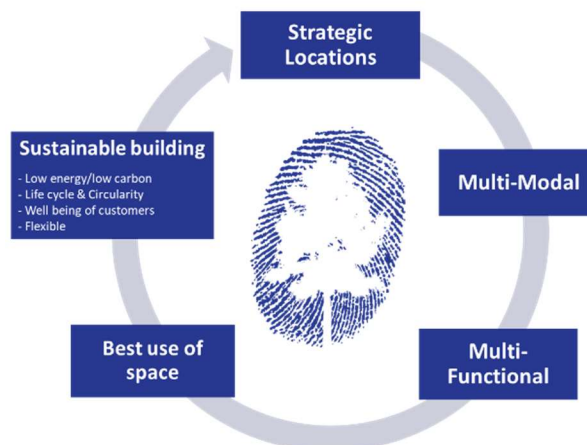 Strategic
Locations
Multi-Modal
Multi-
Functional
Best use of
space
Sustainable building
- Low energy/low carbon
- Life cycle & Circularity
- Well being of customers
- Flexible